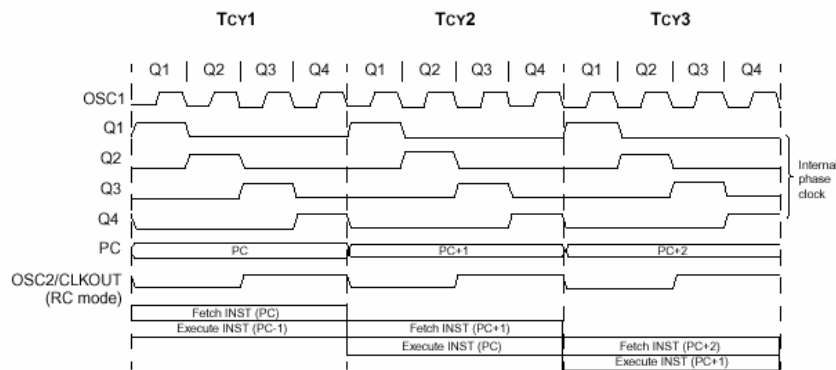 TCY1 TCY2 TCY3
Q1 Q2 Q3 Q4 Q1 Q2 Q3 Q4 Q1 Q2 Q3 Q4
OSC1
Q1
Q2
Q3
Q4
Internal
phase
clock
PC PC PC+1 PC+2
OSC2/CLKOUT
(RC mode)
Fetch INST (PC)
Execute INST (PC-1) Fetch INST (PC+1)
Execute INST (PC) Fetch INST (PC+2)
Execute INST (PC+1)